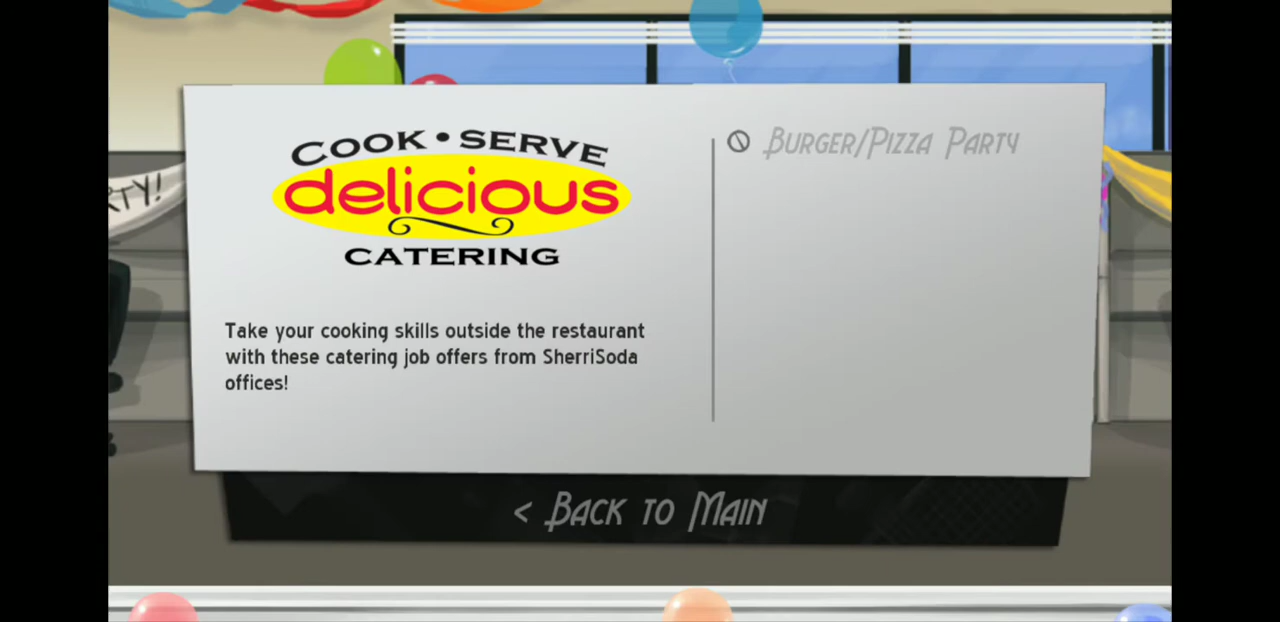 RTY!
COOK • SERVE
delicious
CATERING
Take your cooking skills outside the restaurant
with these catering job offers from SherriSoda
offices!
Burger/Pizza Party
< Back to Main